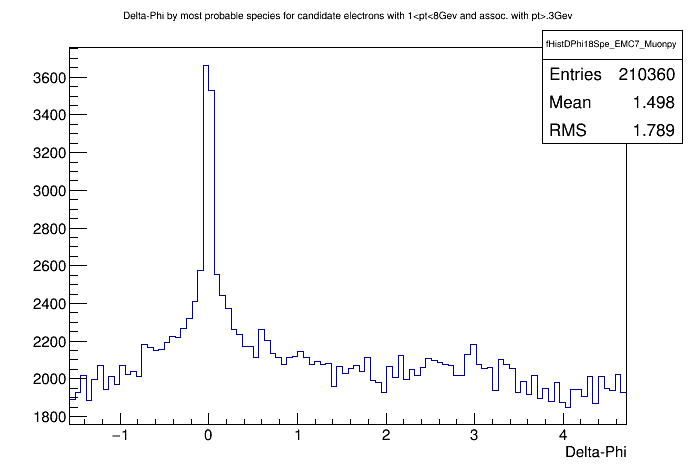 Delta-Phi by most probable species for candidate electrons with 1<pt<8Gev and assoc. with pt>.3Gev
fHistDPhi18Spe_EMC7_Muonpy
Entries 210360
Mean 1.498
RMS 1.789
3600
3400
3200
3000
2800
2600
2400
2200
2000
1800
−1 0 1 2 3 4
Delta-Phi